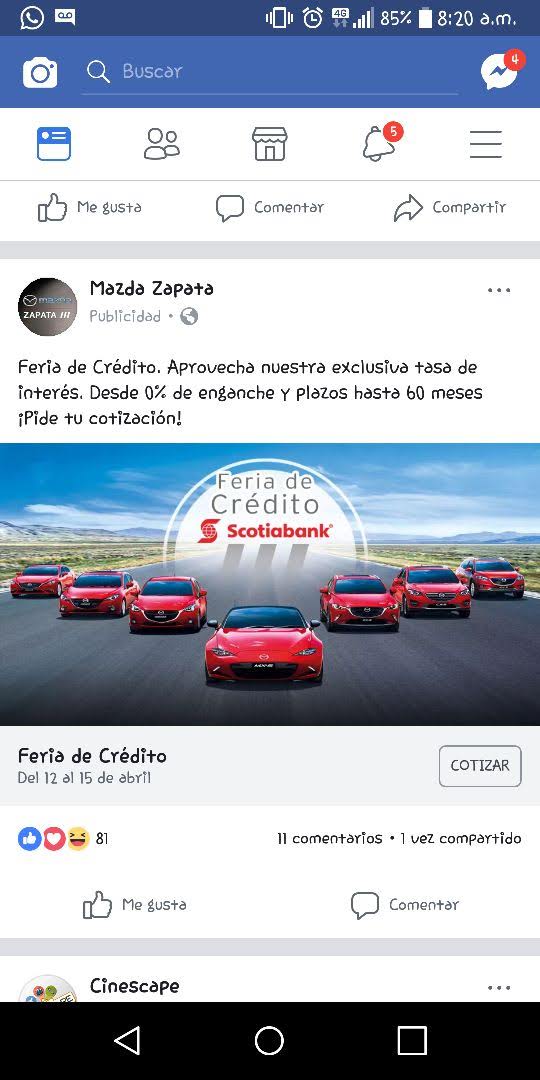 4G 85% 8:20 a.m.
Buscar
4
5
Me gusta Comentar Compartir
Mazda Zapata
mazda
ZAPATA
Publicidad •
Feria de Crédito. Aprovecha nuestra exclusiva tasa de
interés. Desde 0% de enganche y plazos hasta 60 meses
¡Pide tu cotización!
Feria de
Crédito
Scotiabank
Feria de Crédito
Del 12 al 15 de abril
COTIZAR
81
11 comentarios • 1 vez compartido
Me gusta Comentar
Cinescape